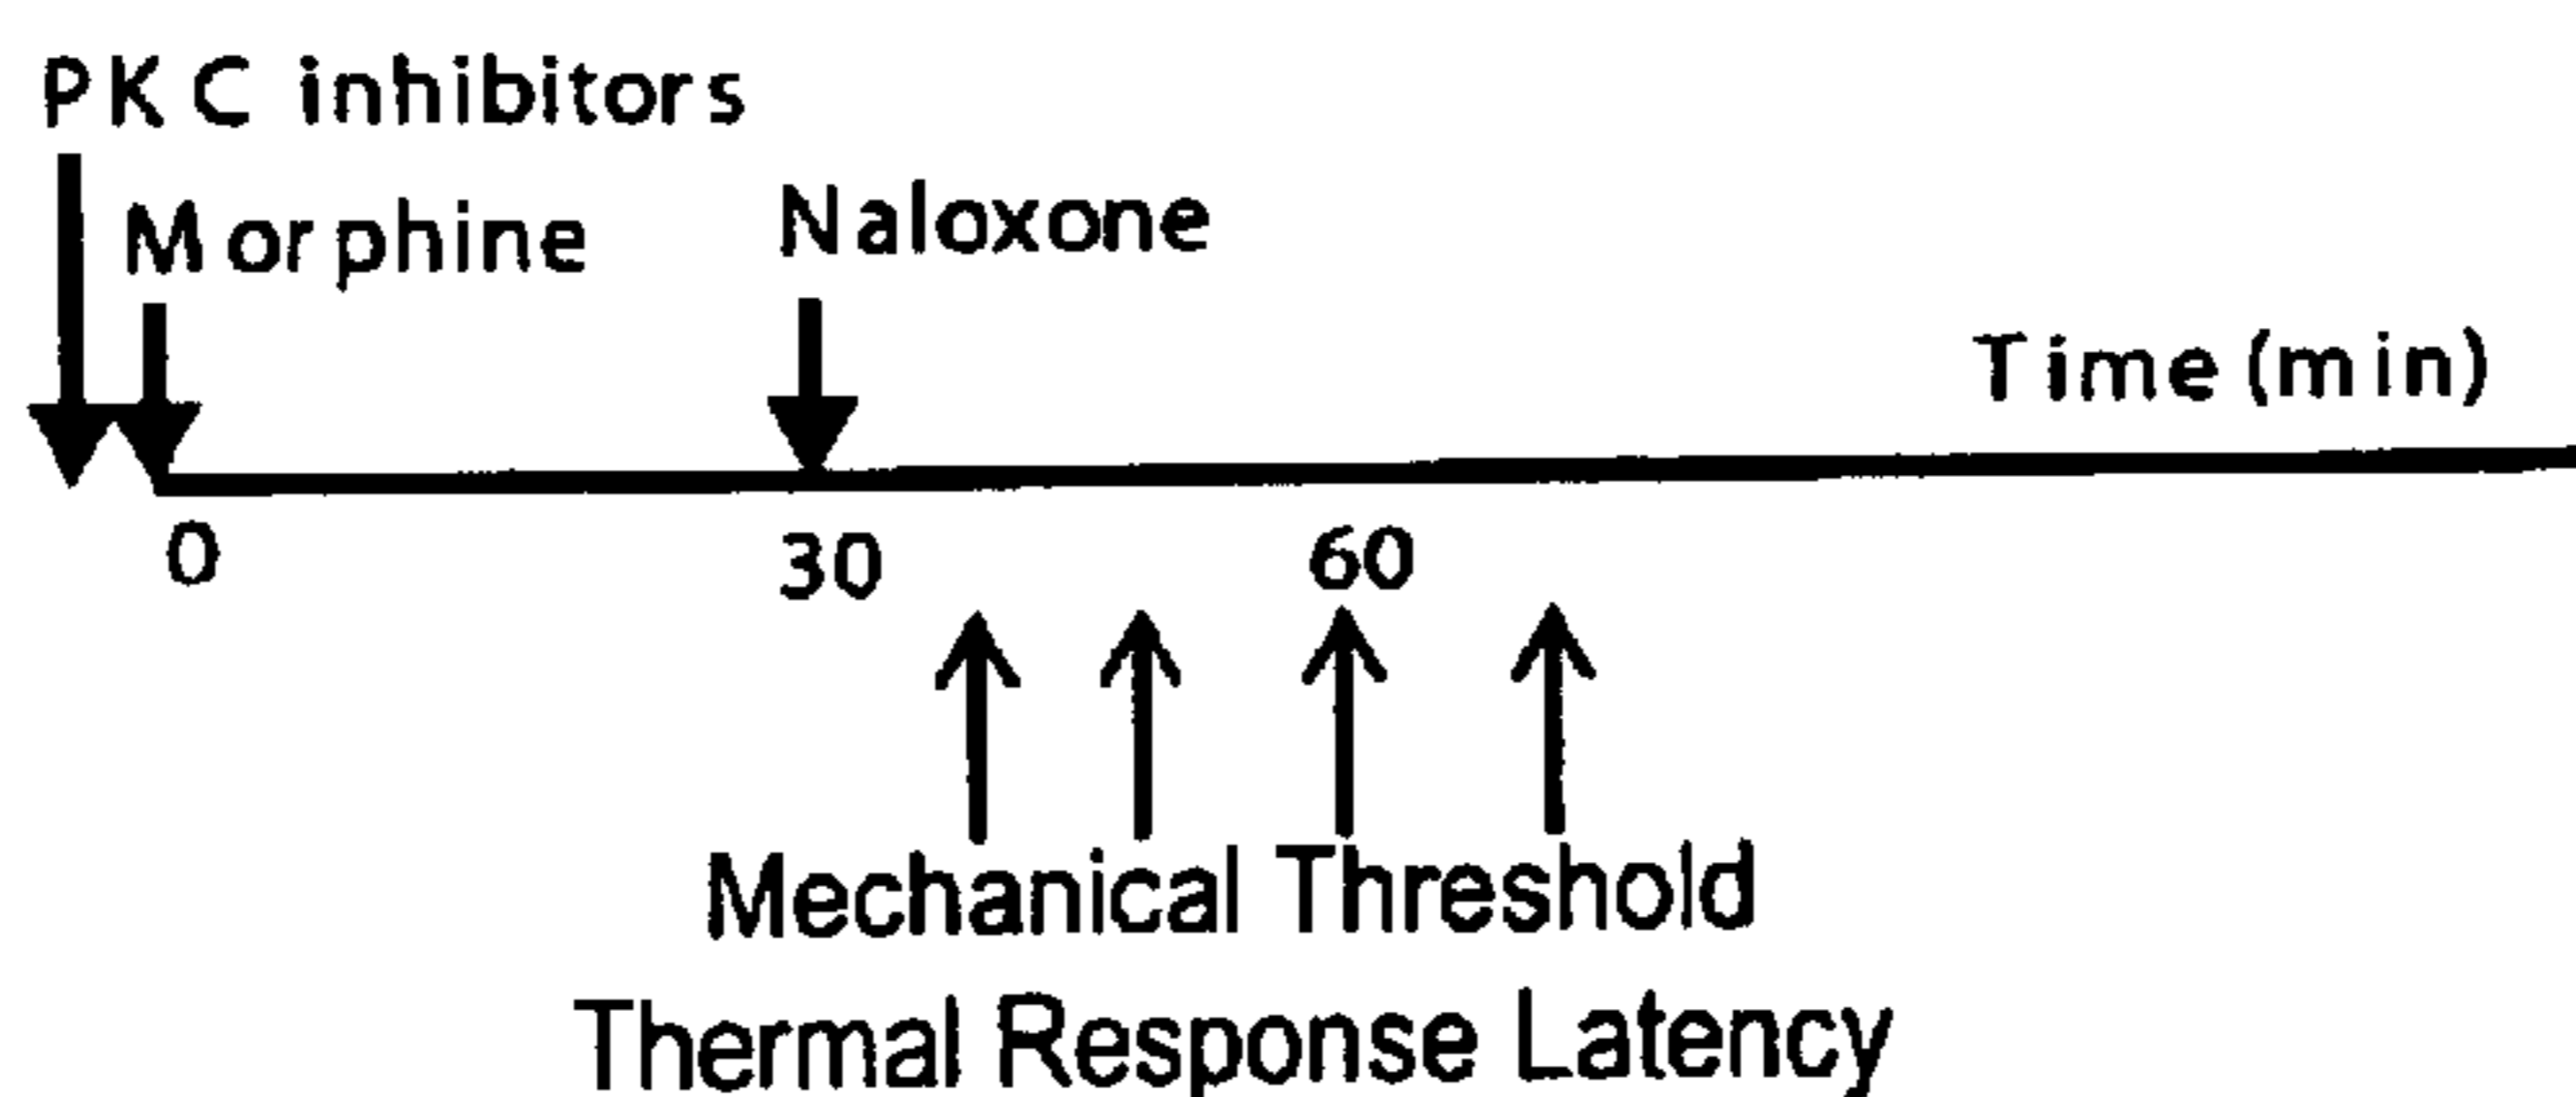 PKC inhibitors
Morphine
Naloxone
Time (min)
0
30
60
Mechanical Threshold
Thermal Response Latency